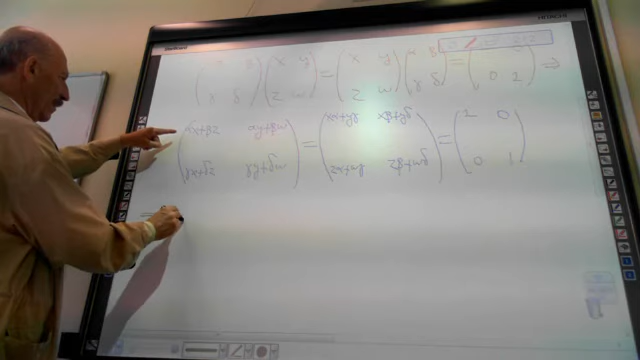 HITACHI
( α β ; γ δ ) ( x y ; z w ) = ( x y ; z w ) ( α β ; γ δ ) = ( 1 0 ; 0 1 ) ⇒
( αx+βz αy+βw ; γx+δz γy+δw ) = ( xα+yγ xβ+yδ ; zα+wγ zβ+wδ ) = ( 1 0 ; 0 1 )
=